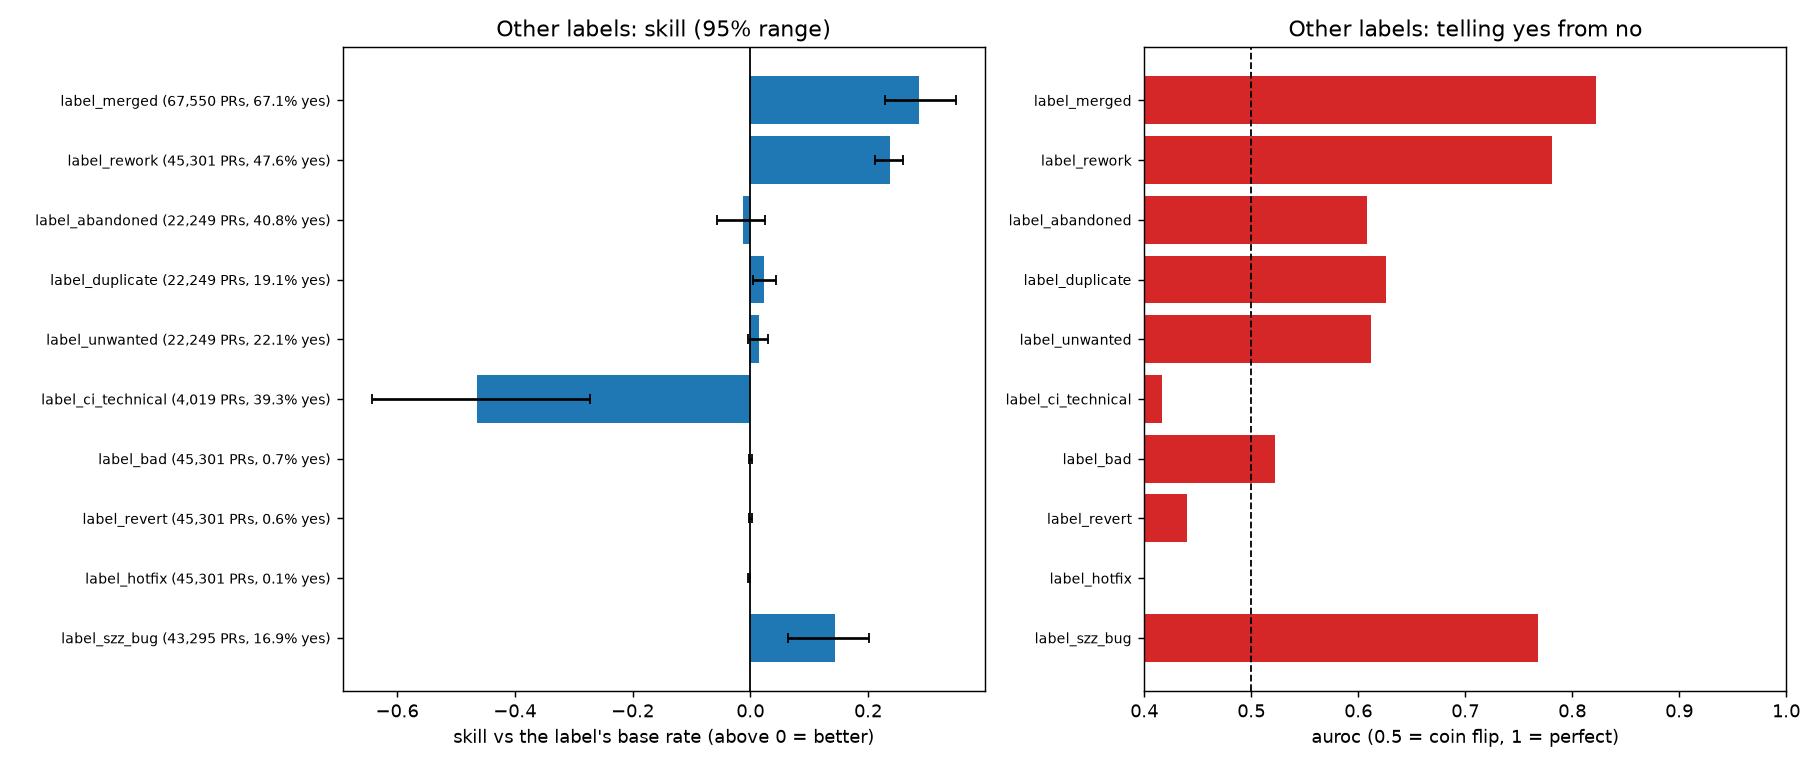 Other labels: skill (95% range)
label_merged (67,550 PRs, 67.1% yes)
label_rework (45,301 PRs, 47.6% yes)
label_abandoned (22,249 PRs, 40.8% yes)
label_duplicate (22,249 PRs, 19.1% yes)
label_unwanted (22,249 PRs, 22.1% yes)
label_ci_technical (4,019 PRs, 39.3% yes)
label_bad (45,301 PRs, 0.7% yes)
label_revert (45,301 PRs, 0.6% yes)
label_hotfix (45,301 PRs, 0.1% yes)
label_szz_bug (43,295 PRs, 16.9% yes)
−0.6 −0.4 −0.2 0.0 0.2
skill vs the label's base rate (above 0 = better)
Other labels: telling yes from no
label_merged
label_rework
label_abandoned
label_duplicate
label_unwanted
label_ci_technical
label_bad
label_revert
label_hotfix
label_szz_bug
0.4 0.5 0.6 0.7 0.8 0.9 1.0
auroc (0.5 = coin flip, 1 = perfect)